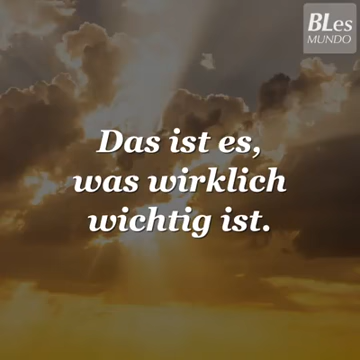 BLes
MUNDO
Das ist es,
was wirklich
wichtig ist.